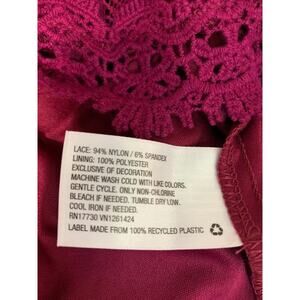 LACE: 94% NYLON / 6% SPANDEX
LINING: 100% POLYESTER
EXCLUSIVE OF DECORATION
MACHINE WASH COLD WITH LIKE COLORS.
GENTLE CYCLE. ONLY NON-CHLORINE
BLEACH IF NEEDED. TUMBLE DRY LOW.
COOL IRON IF NEEDED.
RN17730 VN1261424
LABEL MADE FROM 100% RECYCLED PLASTIC